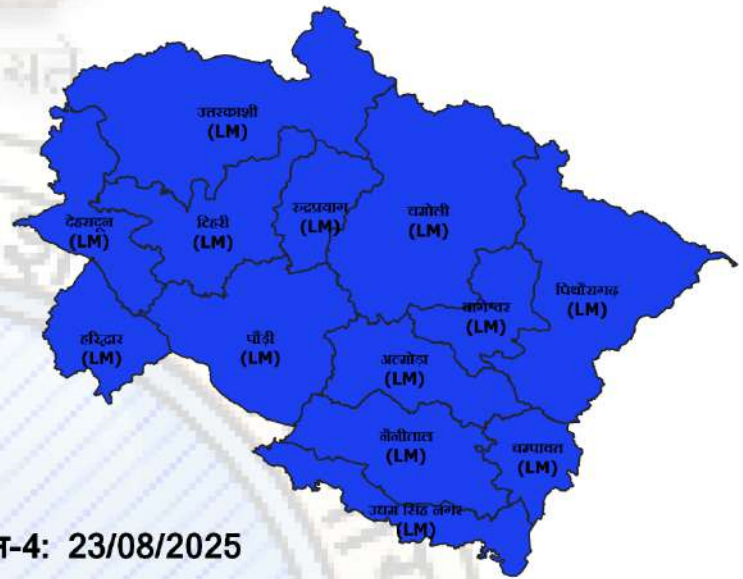 उत्तरकाशी
(LM)
देहरादून
(LM)
टिहरी
(LM)
रुद्रप्रयाग
(LM)
चमोली
(LM)
पिथौरागढ़
(LM)
बागेश्वर
(LM)
हरिद्वार
(LM)
पौड़ी
(LM)
अल्मोडा
(LM)
नैनीताल
(LM)
चम्पावत
(LM)
उधम सिंह नगर
(LM)
-4: 23/08/2025